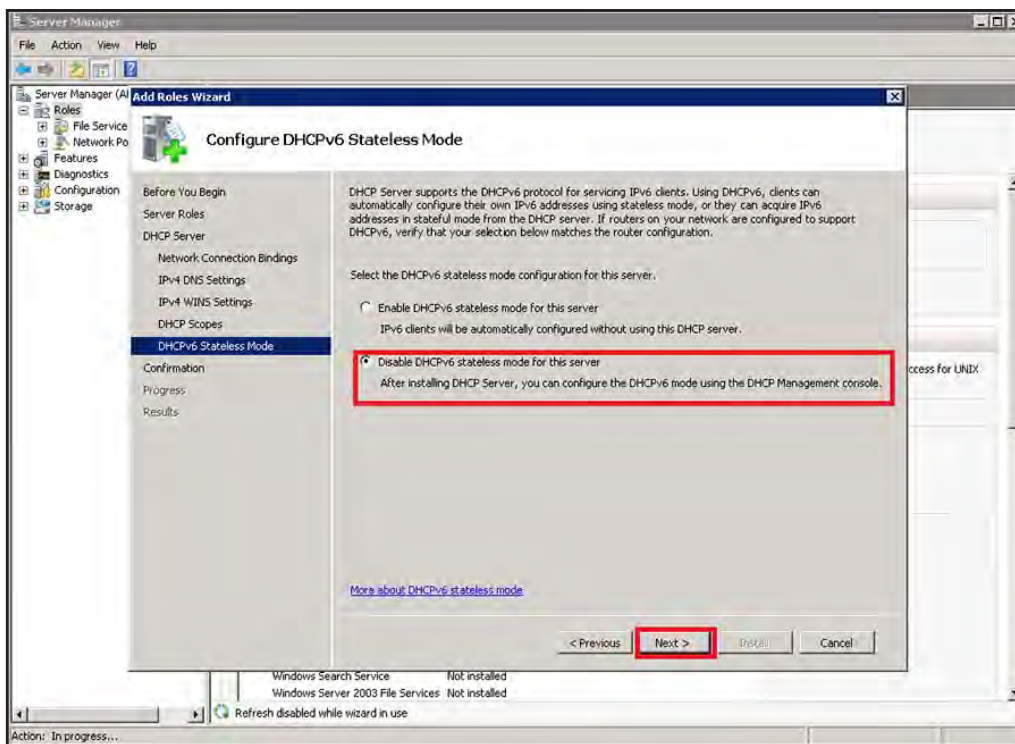 Server Manager
File Action View Help
Server Manager (Al
Roles
File Service
Network Po
Features
Diagnostics
Configuration
Storage
Add Roles Wizard
Configure DHCPv6 Stateless Mode
Before You Begin
Server Roles
DHCP Server
Network Connection Bindings
IPv4 DNS Settings
IPv4 WINS Settings
DHCP Scopes
DHCPv6 Stateless Mode
Confirmation
Progress
Results
DHCP Server supports the DHCPv6 protocol for servicing IPv6 clients. Using DHCPv6, clients can
automatically configure their own IPv6 addresses using stateless mode, or they can acquire IPv6
addresses in stateful mode from the DHCP server. If routers on your network are configured to support
DHCPv6, verify that your selection below matches the router configuration.
Select the DHCPv6 stateless mode configuration for this server.
Enable DHCPv6 stateless mode for this server
IPv6 clients will be automatically configured without using this DHCP server.
Disable DHCPv6 stateless mode for this server
After installing DHCP Server, you can configure the DHCPv6 mode using the DHCP Management console.
More about DHCPv6 stateless mode
< Previous Next > Install Cancel
ccess for UNIX
Windows Search Service Not installed
Windows Server 2003 File Services Not installed
Refresh disabled while wizard in use
Action: In progress...